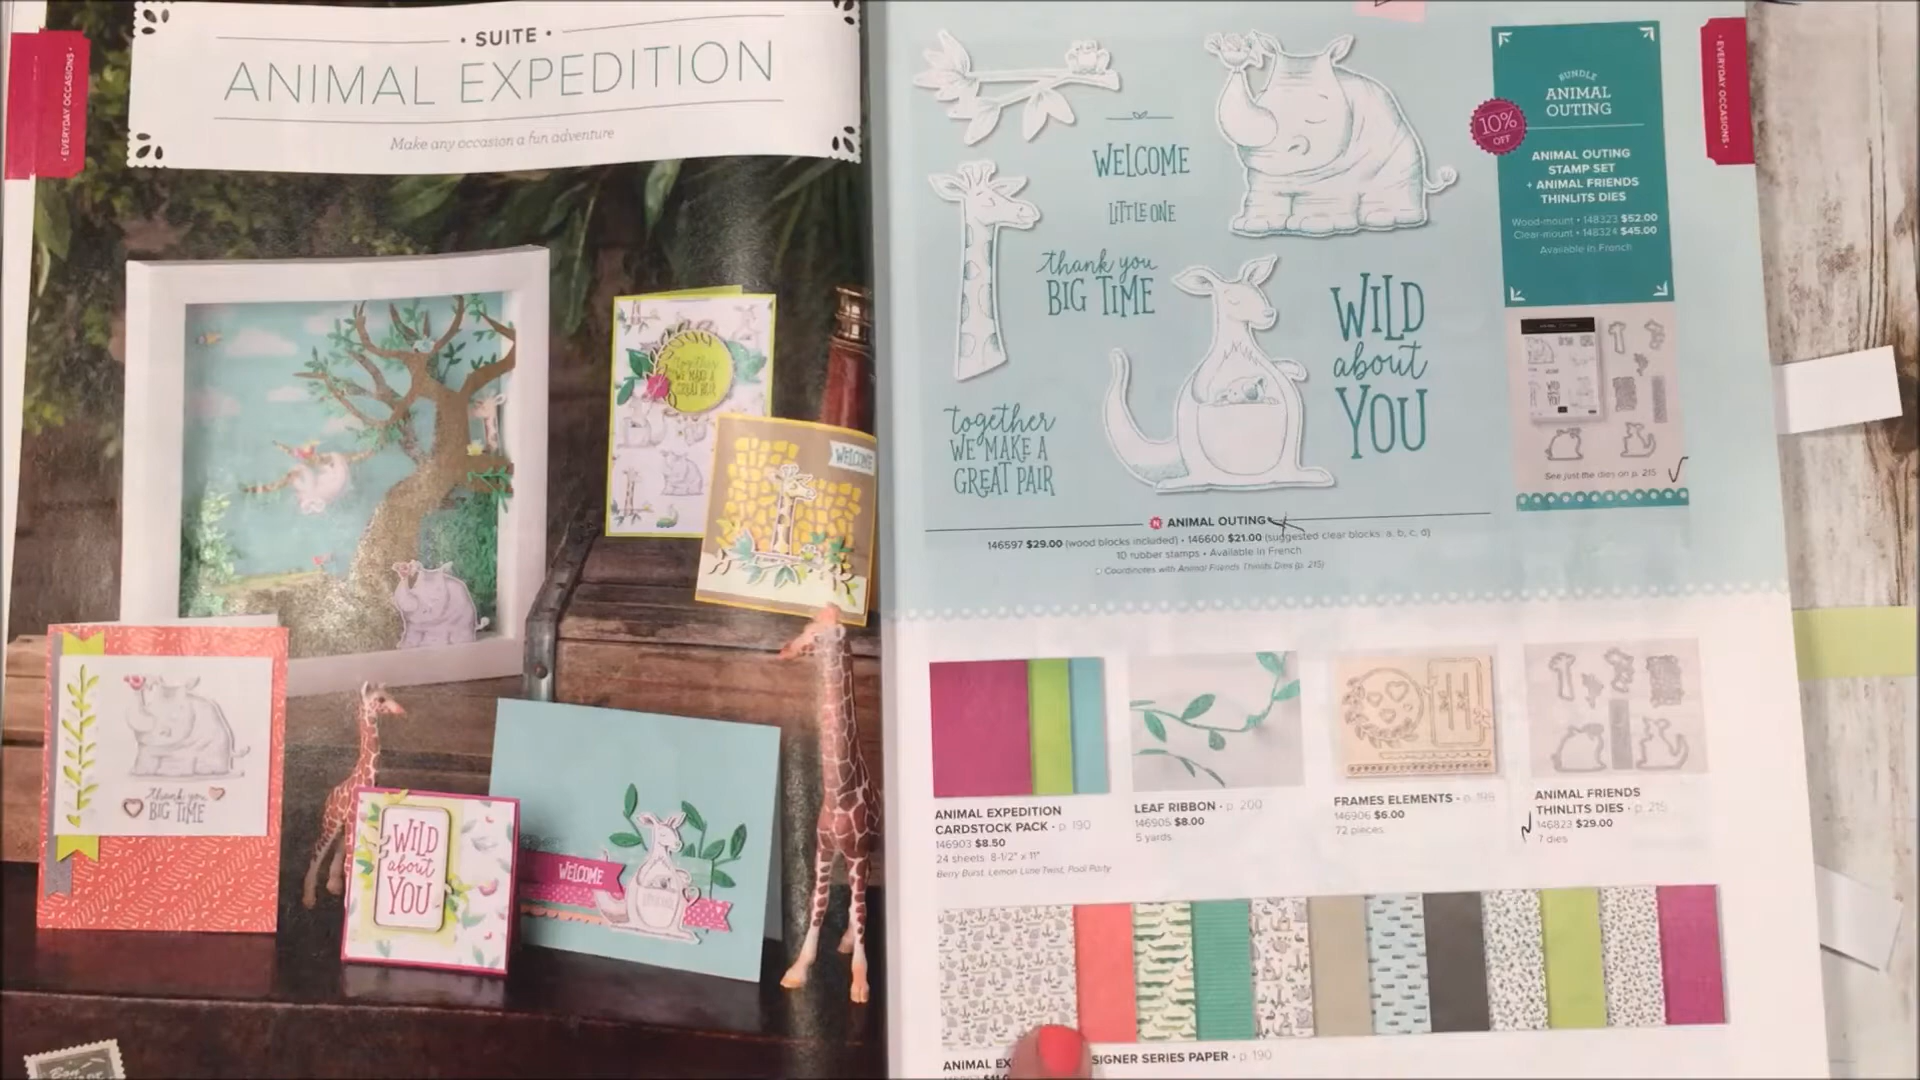 • EVERYDAY OCCASIONS •
• SUITE •
ANIMAL EXPEDITION
Make any occasion a fun adventure
together
WE MAKE A
GREAT PAIR
WELCOME
thank you
BIG TIME
WILD
about
YOU
WELCOME
Bon
WELCOME
LITTLE ONE
thank you
BIG TIME
WILD
about
YOU
together
WE MAKE A
GREAT PAIR
N ANIMAL OUTING
146597 $29.00 (wood blocks included) • 146600 $21.00 (suggested clear blocks: a, b, c, d)
10 rubber stamps • Available in French
Coordinates with Animal Friends Thinlits Dies (p. 215)
10%
OFF
BUNDLE
ANIMAL
OUTING
ANIMAL OUTING
STAMP SET
+ ANIMAL FRIENDS
THINLITS DIES
Wood-mount • 148323 $52.00
Clear-mount • 148324 $45.00
Available in French
See just the dies on p. 215
• EVERYDAY OCCASIONS •
ANIMAL EXPEDITION
CARDSTOCK PACK • p. 190
146903 $8.50
24 sheets: 8-1/2" x 11"
Berry Burst, Lemon Lime Twist, Pool Party
LEAF RIBBON • p. 200
146905 $8.00
5 yards
FRAMES ELEMENTS • p. 195
146906 $6.00
72 pieces
ANIMAL FRIENDS
THINLITS DIES • p. 215
146823 $29.00
7 dies
ANIMAL EX
SIGNER SERIES PAPER • p. 190